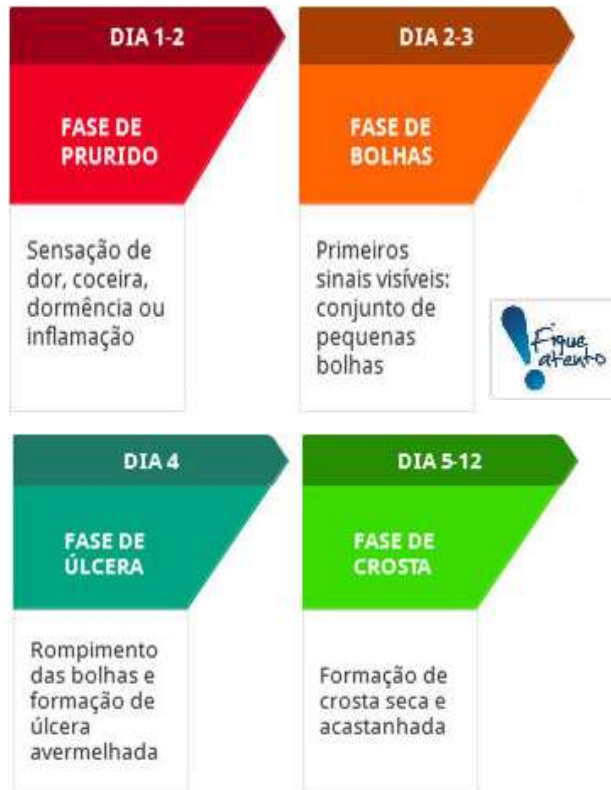 DIA 1-2
FASE DE
PRURIDO
Sensação de
dor, coceira,
dormência ou
inflamação
DIA 2-3
FASE DE
BOLHAS
Primeiros
sinais visíveis:
conjunto de
pequenas
bolhas
Fique
atento
DIA 4
FASE DE
ÚLCERA
Rompimento
das bolhas e
formação de
úlcera
avermelhada
DIA 5-12
FASE DE
CROSTA
Formação de
crosta seca e
acastanhada